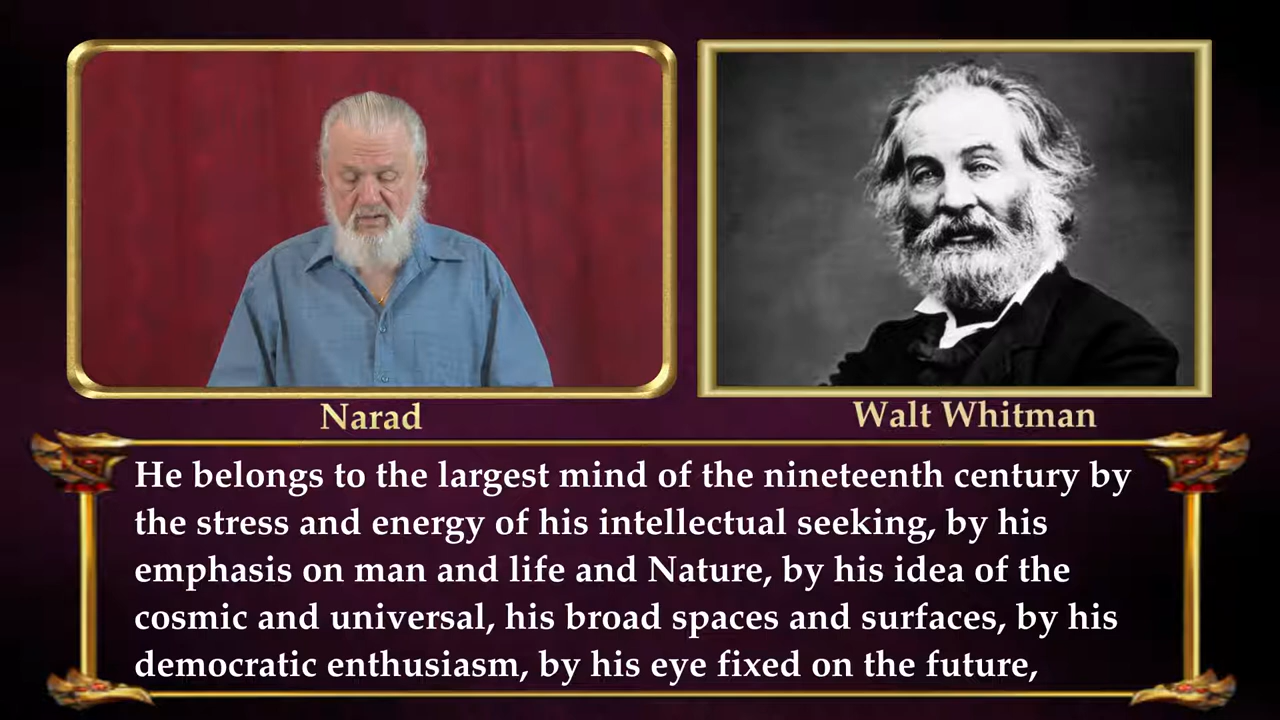 Narad
Walt Whitman
He belongs to the largest mind of the nineteenth century by
the stress and energy of his intellectual seeking, by his
emphasis on man and life and Nature, by his idea of the
cosmic and universal, his broad spaces and surfaces, by his
democratic enthusiasm, by his eye fixed on the future,